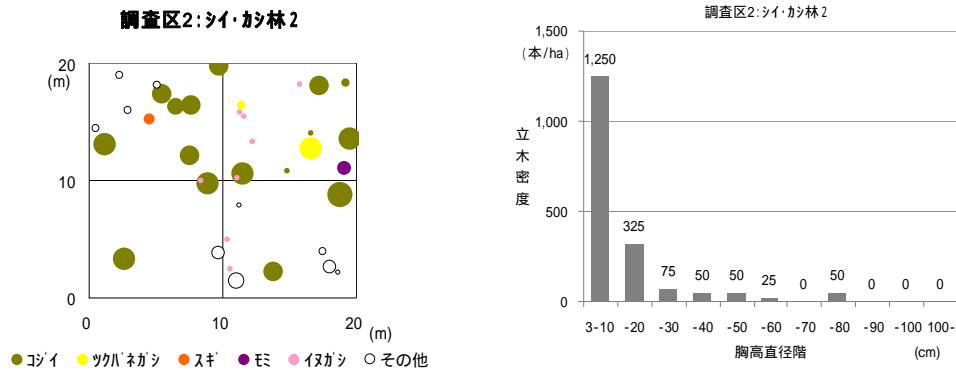 調査区2:ｼｲ･ｶｼ林2
20
(m)
10
0
0
10
20
(m)
コジイ ツクバネガシ スギ モミ イヌガシ その他
調査区2:ｼｲ･ｶｼ林2
1,500
(本/ha)
1,000
500
0
立木密度
1,250
325
75
50
50
25
0
50
0
0
0
3-10 -20 -30 -40 -50 -60 -70 -80 -90 -100 100-
胸高直径階
(cm)